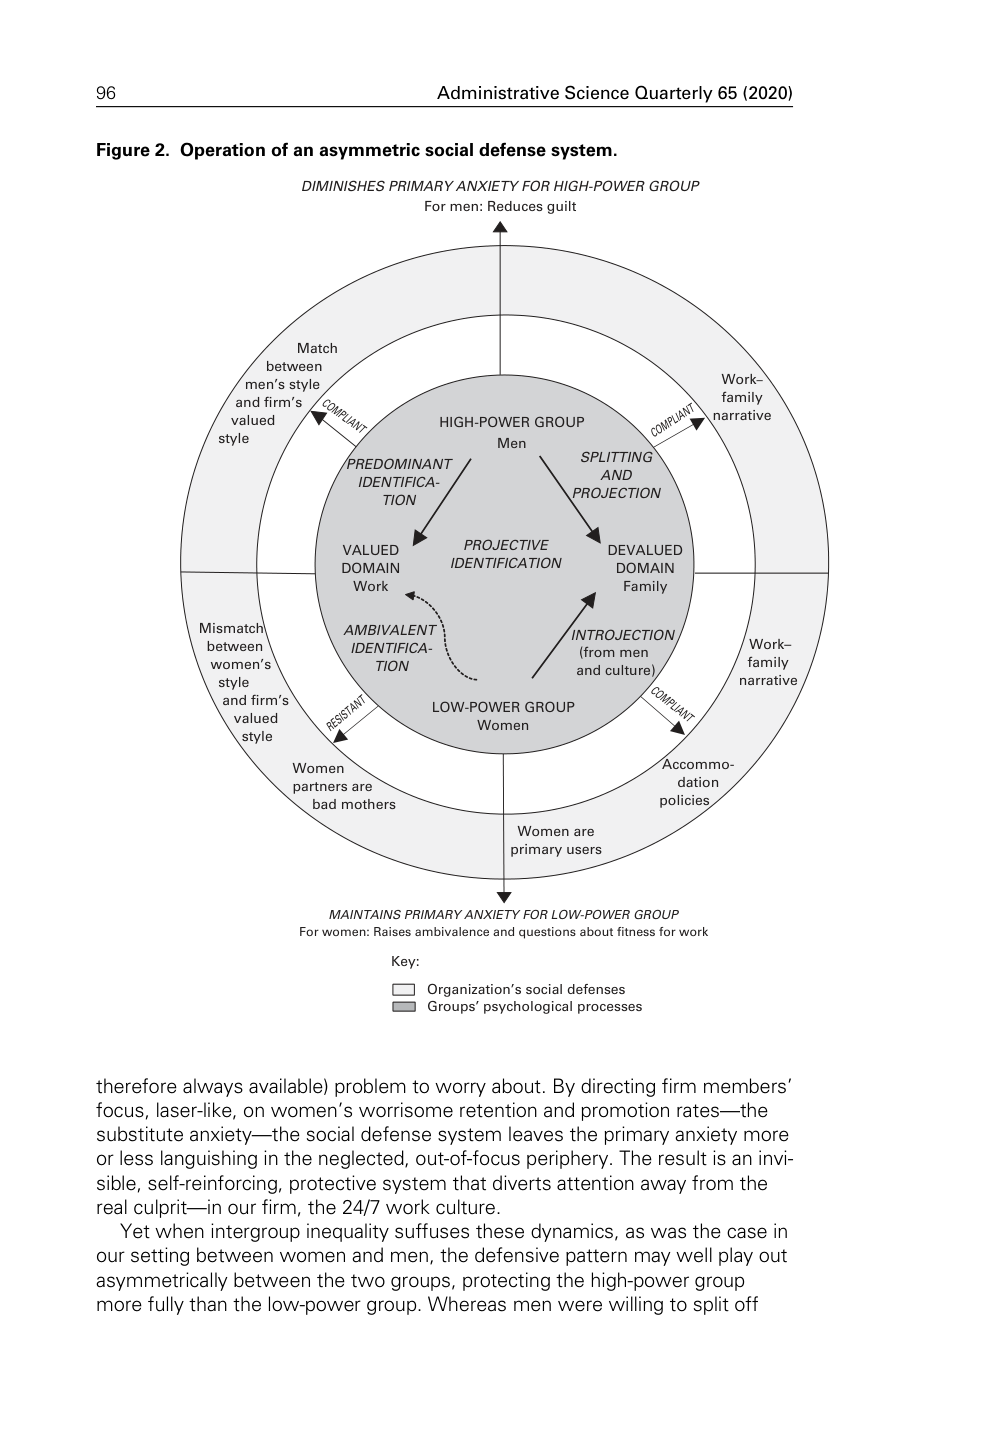 96
Administrative Science Quarterly 65 (2020)
Figure 2. Operation of an asymmetric social defense system.
DIMINISHES PRIMARY ANXIETY FOR HIGH-POWER GROUP
For men: Reduces guilt
Match
between
men's style
and firm's
valued
style
COMPLIANT
COMPLIANT
Work–
family
narrative
HIGH-POWER GROUP
Men
PREDOMINANT
IDENTIFICA-
TION
SPLITTING
AND
PROJECTION
VALUED
DOMAIN
Work
PROJECTIVE
IDENTIFICATION
DEVALUED
DOMAIN
Family
Mismatch
between
women's
style
and firm's
valued
style
AMBIVALENT
IDENTIFICA-
TION
INTROJECTION
(from men
and culture)
Work–
family
narrative
RESISTANT
LOW-POWER GROUP
Women
COMPLIANT
Women
partners are
bad mothers
Accommo-
dation
policies
Women are
primary users
MAINTAINS PRIMARY ANXIETY FOR LOW-POWER GROUP
For women: Raises ambivalence and questions about fitness for work
Key:
Organization's social defenses
Groups' psychological processes
therefore always available) problem to worry about. By directing firm members'
focus, laser-like, on women's worrisome retention and promotion rates—the
substitute anxiety—the social defense system leaves the primary anxiety more
or less languishing in the neglected, out-of-focus periphery. The result is an invi-
sible, self-reinforcing, protective system that diverts attention away from the
real culprit—in our firm, the 24/7 work culture.
Yet when intergroup inequality suffuses these dynamics, as was the case in
our setting between women and men, the defensive pattern may well play out
asymmetrically between the two groups, protecting the high-power group
more fully than the low-power group. Whereas men were willing to split off